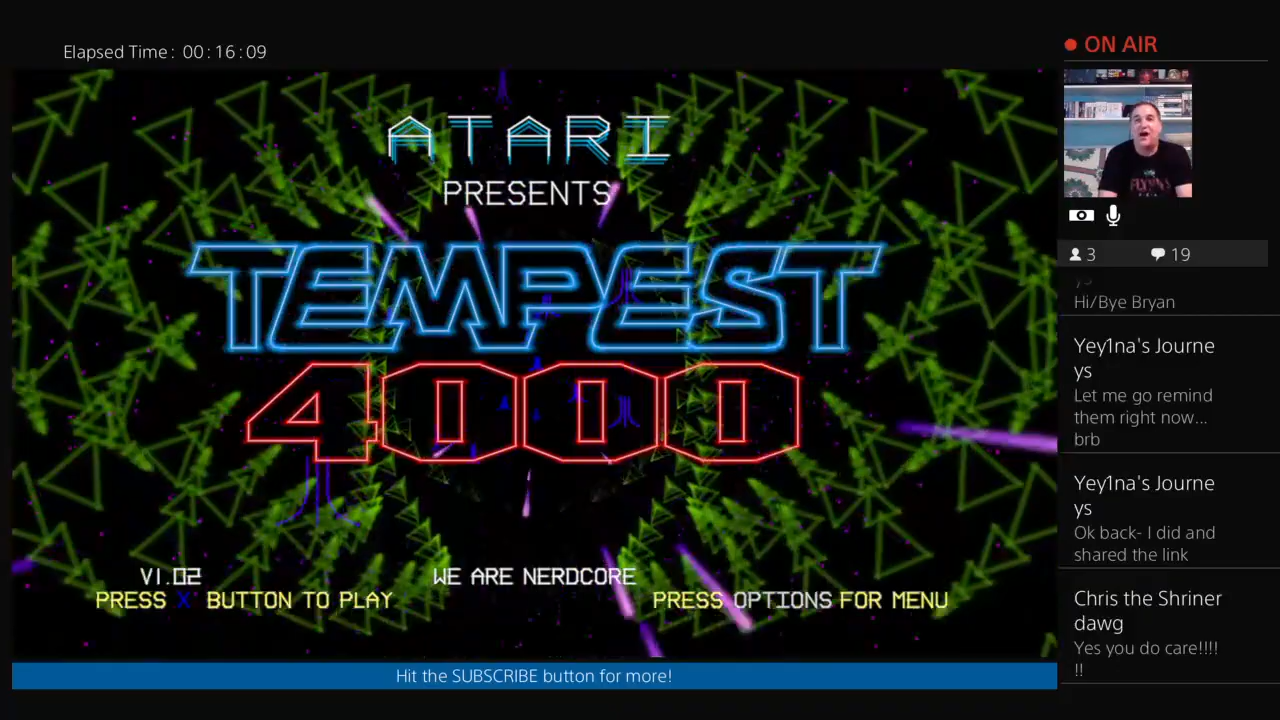 Elapsed Time: 00:16:09
ATARI
PRESENTS
TEMPEST
4000
V1.02
WE ARE NERDCORE
PRESS X BUTTON TO PLAY
PRESS OPTIONS FOR MENU
Hit the SUBSCRIBE button for more!
ON AIR
3
19
Hi/Bye Bryan
Yey1na's Journe
ys
Let me go remind
them right now...
brb
Yey1na's Journe
ys
Ok back- I did and
shared the link
Chris the Shriner
dawg
Yes you do care!!!!
!!